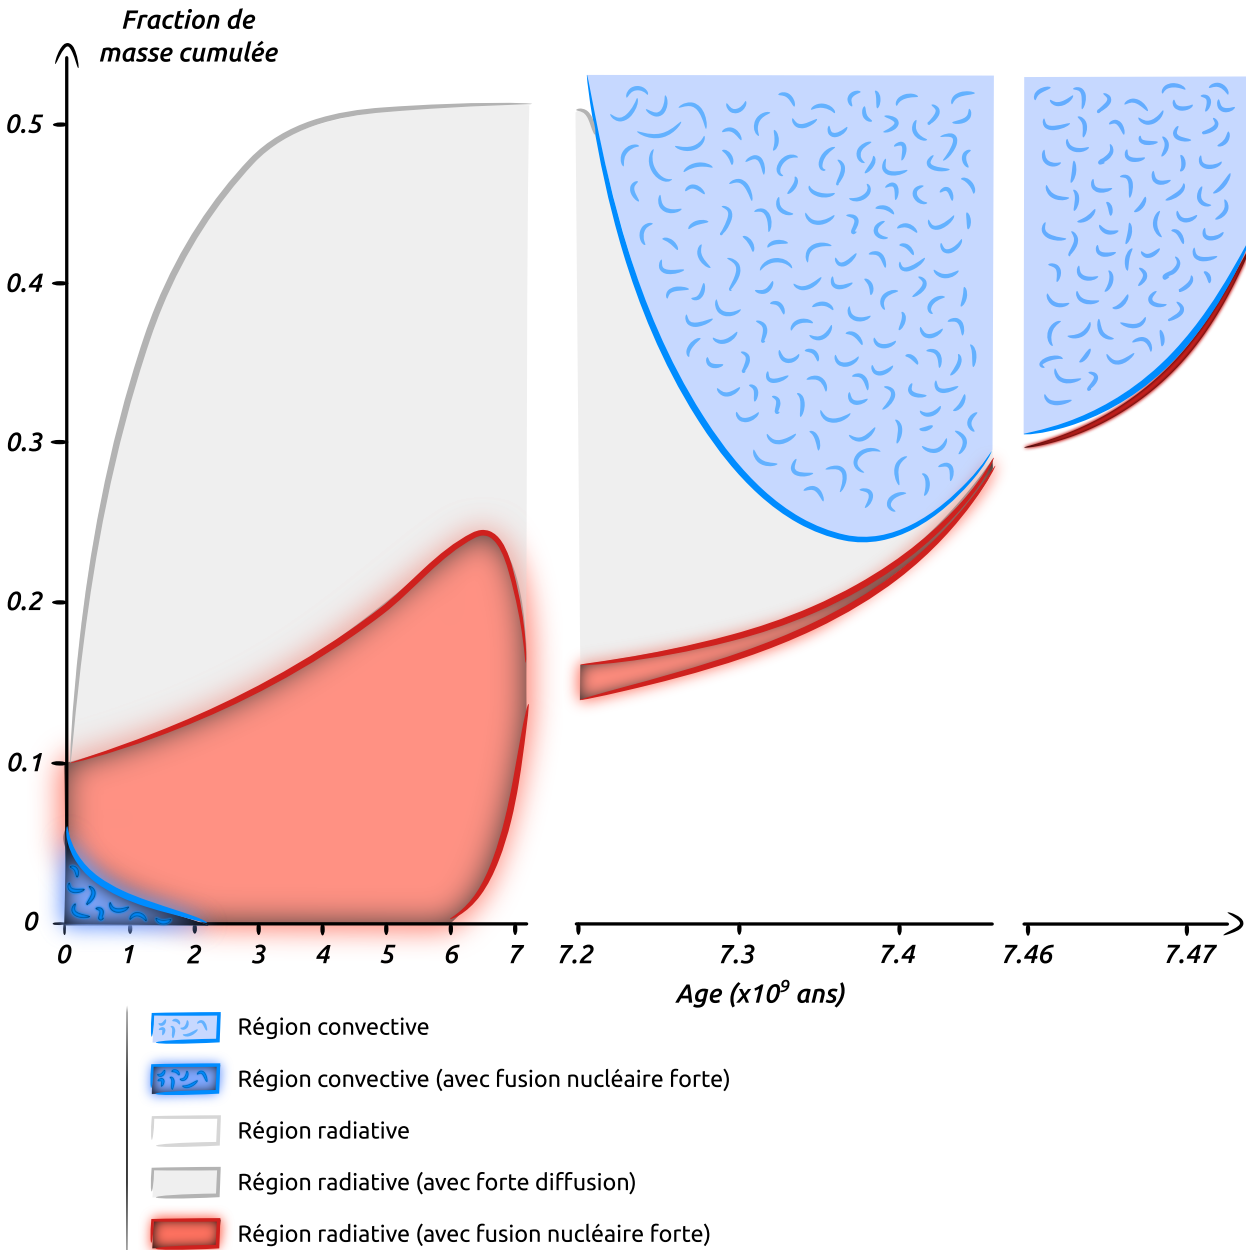 Fraction de
masse cumulée
0.5
0.4
0.3
0.2
0.1
0
0 1 2 3 4 5 6 7 7.2 7.3 7.4 7.46 7.47
Age (x10⁹ ans)
Région convective
Région convective (avec fusion nucléaire forte)
Région radiative
Région radiative (avec forte diffusion)
Région radiative (avec fusion nucléaire forte)